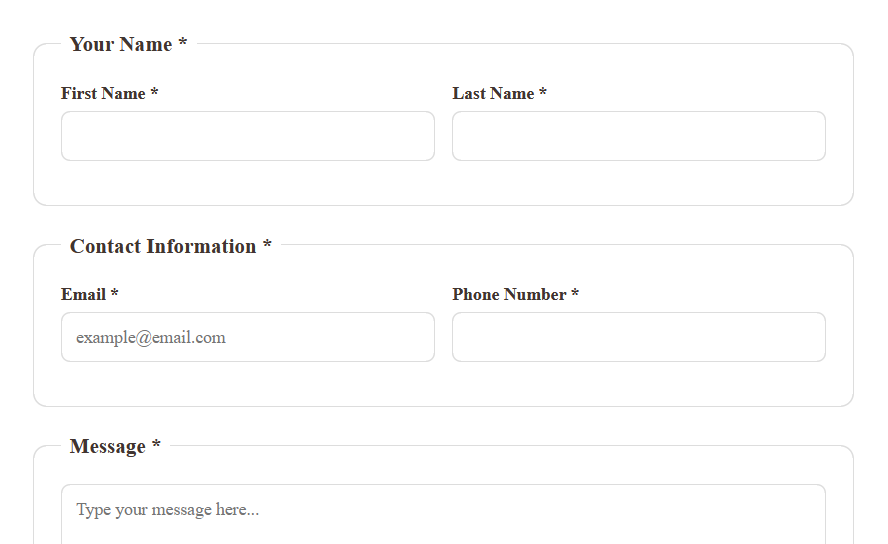 Your Name *
First Name * Last Name *
Contact Information *
Email * Phone Number *
example@email.com
Message *
Type your message here...